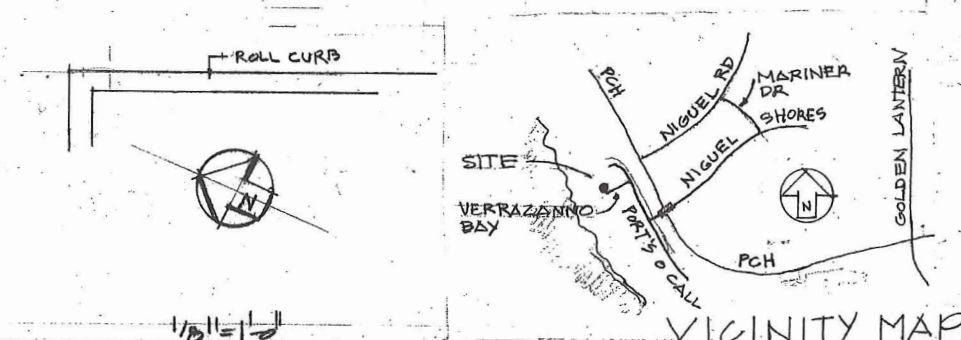 ROLL CURB
N
1/8" = 1'-0"
PCH
NIGUEL RD
MARINER
DR
SHORES
NIGUEL
GOLDEN LANTERN
SITE
VERRAZANNO
BAY
PORT'S O CALL
N
PCH
VICINITY MAP